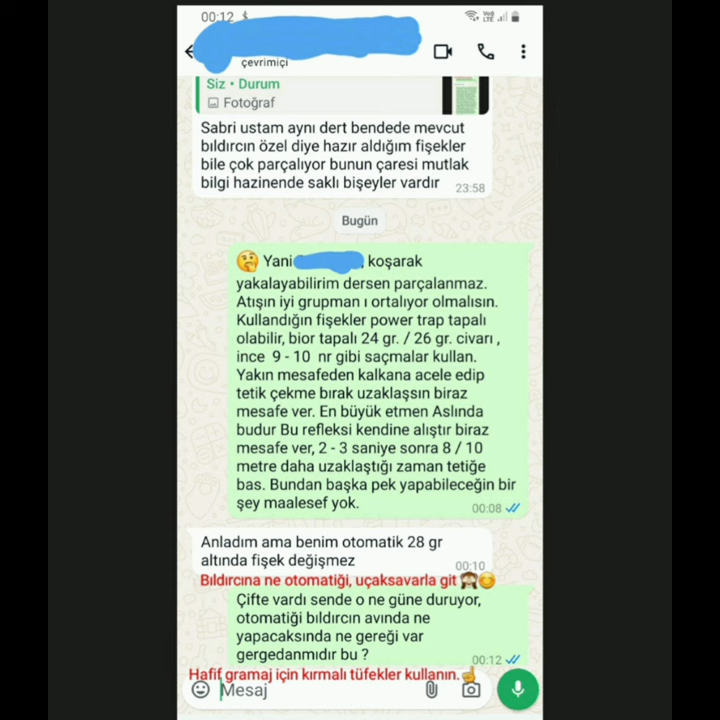 00:12
çevrimiçi
Siz • Durum
Fotoğraf
Sabri ustam aynı dert bendede mevcut
bıldırcın özel diye hazır aldığım fişekler
bile çok parçalıyor bunun çaresi mutlak
bilgi hazinende saklı bişeyler vardır 23:58
Bugün
🤔 Yani , koşarak
yakalayabilirim dersen parçalanmaz.
Atışın iyi grupman ı ortalıyor olmalısın.
Kullandığın fişekler power trap tapalı
olabilir, bior tapalı 24 gr. / 26 gr. civarı ,
ince 9 - 10 nr gibi saçmalar kullan.
Yakın mesafeden kalkana acele edip
tetik çekme bırak uzaklaşsın biraz
mesafe ver. En büyük etmen Aslında
budur Bu refleksi kendine alıştır biraz
mesafe ver, 2 - 3 saniye sonra 8 / 10
metre daha uzaklaştığı zaman tetiğe
bas. Bundan başka pek yapabileceğin bir
şey maalesef yok. 00:08
Anladım ama benim otomatik 28 gr
altında fişek değişmez 00:10
Bıldırcına ne otomatiği, uçaksavarla git 🙈😊
Çifte vardı sende o ne güne duruyor,
otomatiği bıldırcın avında ne
yapacaksında ne gereği var
gergedanmıdır bu ? 00:12
Hafif gramaj için kırmalı tüfekler kullanın.☝
Mesaj